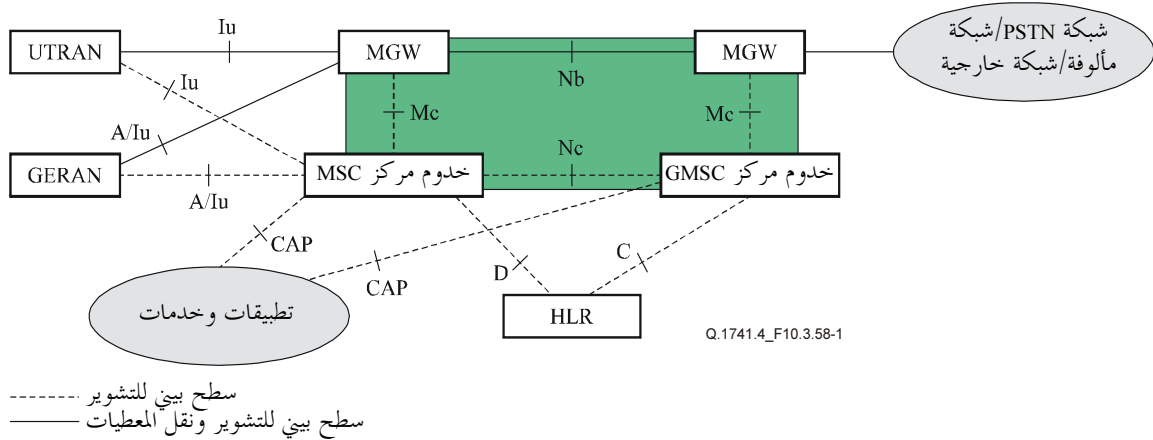 Iu
UTRAN
MGW
Nb
MGW
شبكة PSTN/شبكة
مألوفة/شبكة خارجية
Iu
A/Iu
Mc
Mc
GERAN
A/Iu
خدوم مركز MSC
Nc
خدوم مركز GMSC
CAP
CAP
D
C
تطبيقات وخدمات
HLR
Q.1741.4_F10.3.58-1
سطح بيني للتشوير
سطح بيني للتشوير ونقل المعطيات